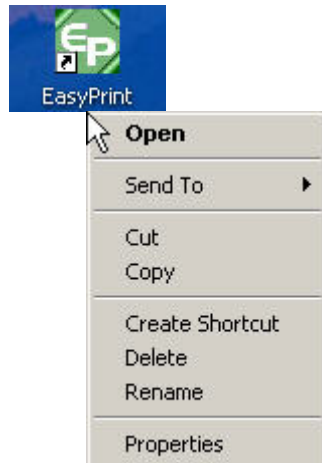 EP
EasyPrint
Open
Send To
Cut
Copy
Create Shortcut
Delete
Rename
Properties